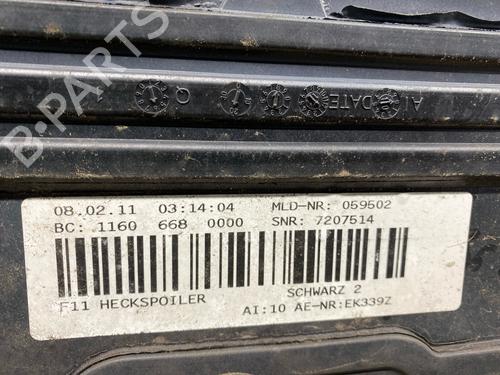 B-PARTS
AI DATE
08.02.11 03:14:04 MLD-NR: 059502
BC: 1160 668 0000 SNR: 7207514
F11 HECKSPOILER SCHWARZ 2
AI:10 AE-NR:EK339Z